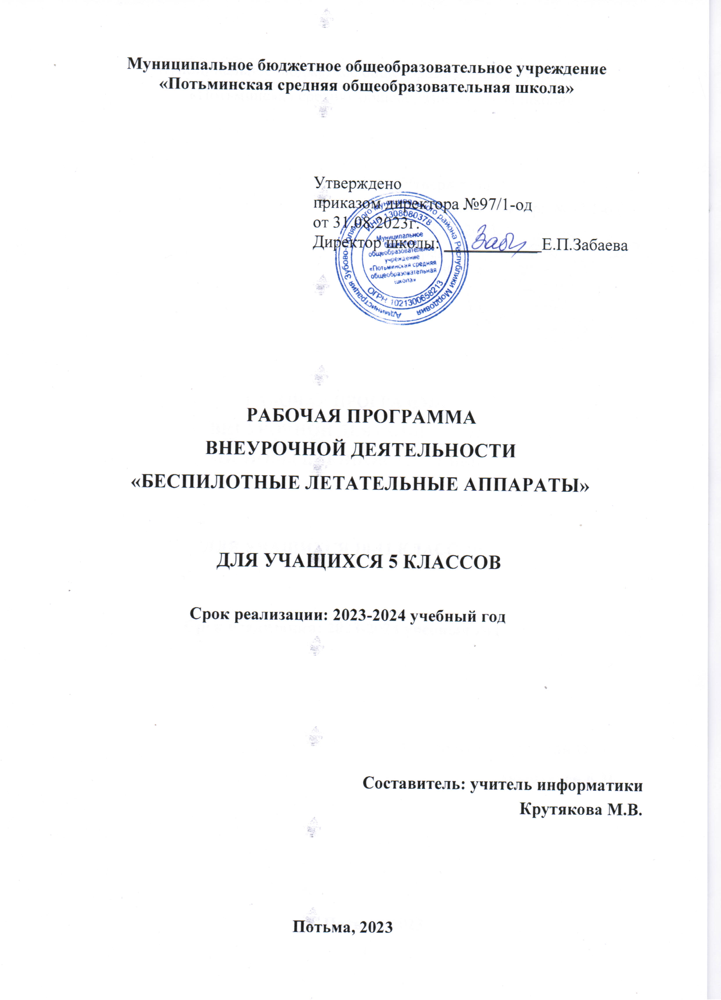 Муниципальное бюджетное общеобразовательное учреждение
«Потьминская средняя общеобразовательная школа»
Утверждено
приказом директора №97/1-од
от 31.08.2023г.
Директор школы: Е.П.Забаева
Администрация Зубово-Полянского муниципального района Республики Мордовия
ИНН 1308080378
Муниципальное
бюджетное
общеобразовательное
учреждение
«Потьминская средняя
общеобразовательная
школа»
ОГРН 1021300658213
РАБОЧАЯ ПРОГРАММА
ВНЕУРОЧНОЙ ДЕЯТЕЛЬНОСТИ
«БЕСПИЛОТНЫЕ ЛЕТАТЕЛЬНЫЕ АППАРАТЫ»
ДЛЯ УЧАЩИХСЯ 5 КЛАССОВ
Срок реализации: 2023-2024 учебный год
Составитель: учитель информатики
Крутякова М.В.
Потьма, 2023